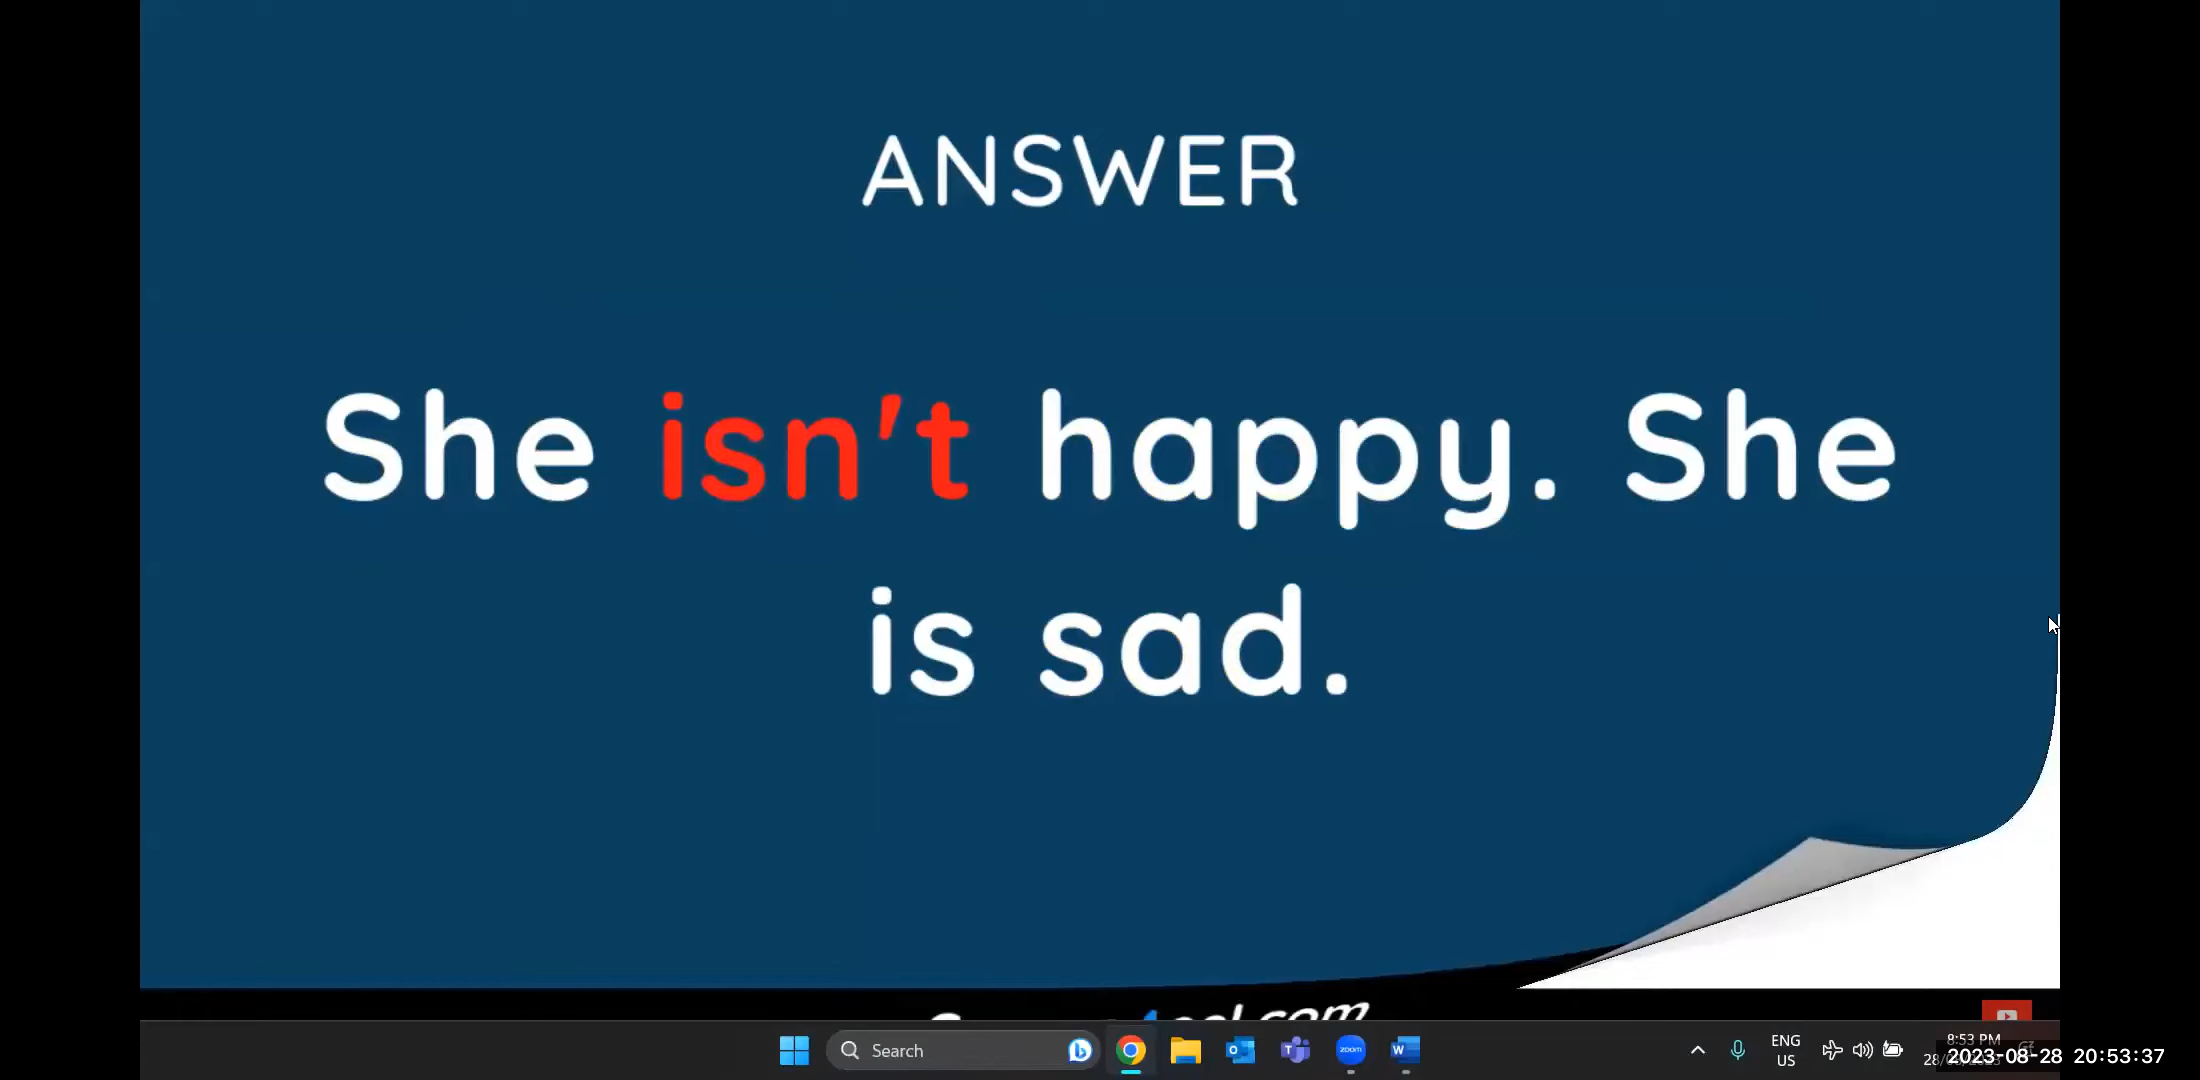 ANSWER
She isn't happy. She
is sad.
Search
zoom
ENG
US
8:53 PM
2023-08-28 20:53:37